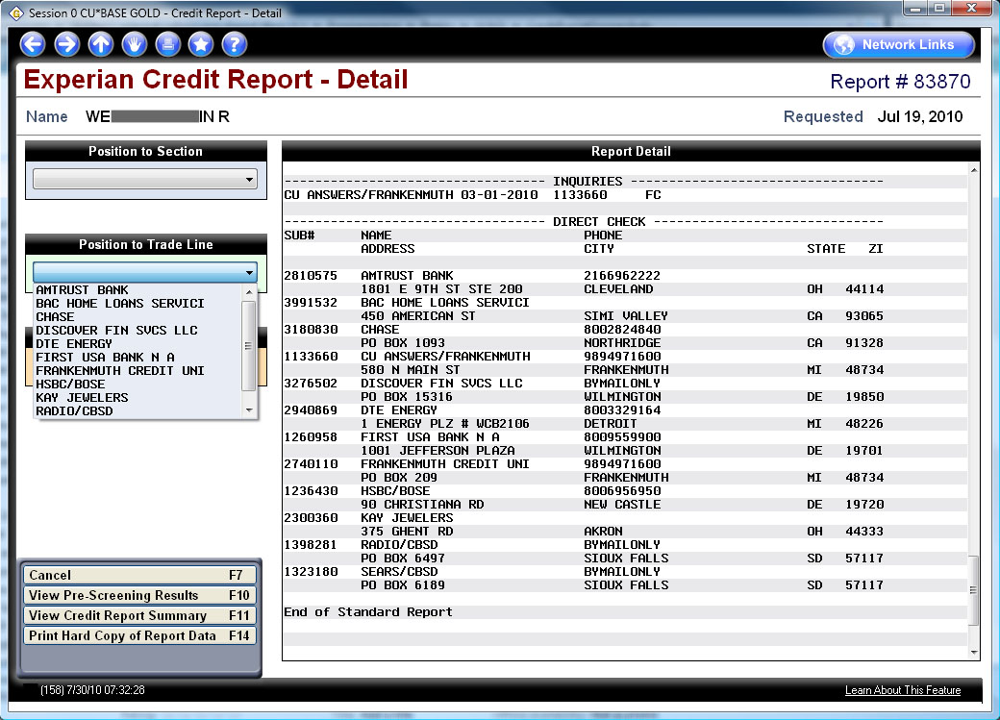 Session 0 CU*BASE GOLD - Credit Report - Detail
Network Links
Experian Credit Report - Detail
Report # 83870
Name WE IN R
Requested Jul 19, 2010
Position to Section
Position to Trade Line
AMTRUST BANK
BAC HOME LOANS SERVICI
CHASE
DISCOVER FIN SVCS LLC
DTE ENERGY
FIRST USA BANK N A
FRANKENMUTH CREDIT UNI
HSBC/BOSE
KAY JEWELERS
RADIO/CBSD
Cancel F7
View Pre-Screening Results F10
View Credit Report Summary F11
Print Hard Copy of Report Data F14
Report Detail
---------------------------------- INQUIRIES ---------------------------------
CU ANSWERS/FRANKENMUTH 03-01-2010 1133660 FC
---------------------------------- DIRECT CHECK ------------------------------
SUB# NAME PHONE
ADDRESS CITY STATE ZI
2810575 AMTRUST BANK 2166962222
1801 E 9TH ST STE 200 CLEVELAND OH 44114
3991532 BAC HOME LOANS SERVICI
450 AMERICAN ST SIMI VALLEY CA 93065
3180830 CHASE 8002824840
PO BOX 1093 NORTHRIDGE CA 91328
1133660 CU ANSWERS/FRANKENMUTH 9894971600
580 N MAIN ST FRANKENMUTH MI 48734
3276502 DISCOVER FIN SVCS LLC BYMAILONLY
PO BOX 15316 WILMINGTON DE 19850
2940869 DTE ENERGY 8003329164
1 ENERGY PLZ # WCB2106 DETROIT MI 48226
1260958 FIRST USA BANK N A 8009559900
1001 JEFFERSON PLAZA WILMINGTON DE 19701
2740110 FRANKENMUTH CREDIT UNI 9894971600
PO BOX 209 FRANKENMUTH MI 48734
1236430 HSBC/BOSE 8006956950
90 CHRISTIANA RD NEW CASTLE DE 19720
2300360 KAY JEWELERS
375 GHENT RD AKRON OH 44333
1398281 RADIO/CBSD BYMAILONLY
PO BOX 6497 SIOUX FALLS SD 57117
1323180 SEARS/CBSD BYMAILONLY
PO BOX 6189 SIOUX FALLS SD 57117
End of Standard Report
(158) 7/30/10 07:32:28
Learn About This Feature